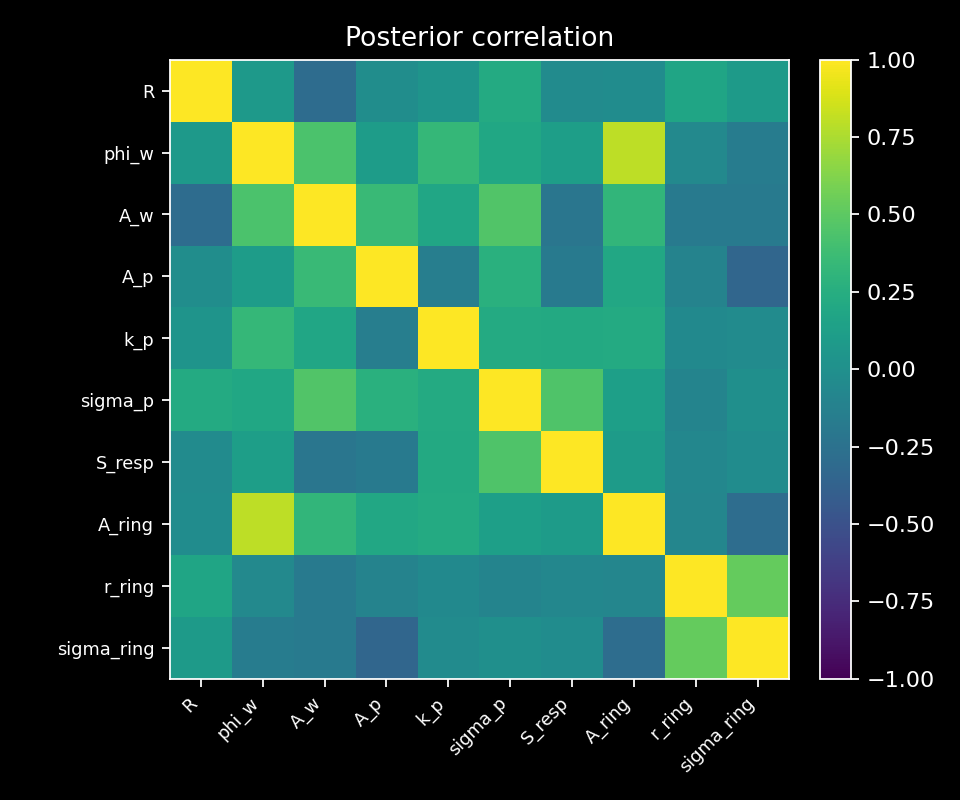 Posterior correlation
R
phi_w
A_w
A_p
k_p
sigma_p
S_resp
A_ring
r_ring
sigma_ring
R
phi_w
A_w
A_p
k_p
sigma_p
S_resp
A_ring
r_ring
sigma_ring
1.00
0.75
0.50
0.25
0.00
−0.25
−0.50
−0.75
−1.00